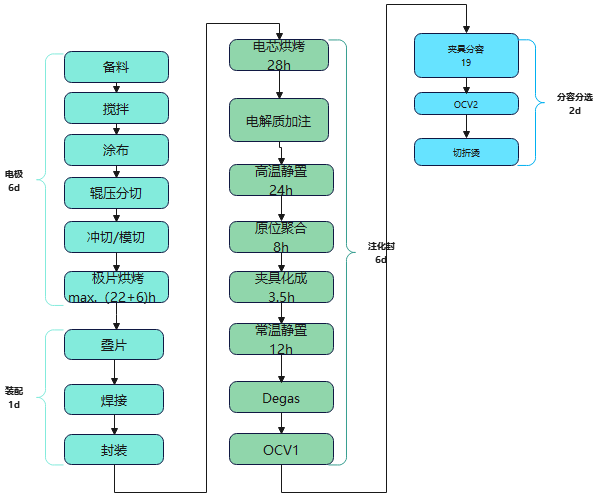 备料
搅拌
涂布
辊压分切
冲切/模切
极片烘烤
max.（22+6)h
电极
6d
叠片
焊接
封装
装配
1d
电芯烘烤
28h
电解质加注
高温静置
24h
原位聚合
8h
夹具化成
3.5h
常温静置
12h
Degas
OCV1
注化封
6d
夹具分容
19
OCV2
切折烫
分容分选
2d